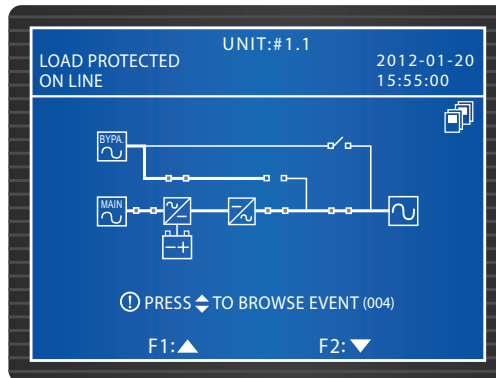 UNIT:#1.1
LOAD PROTECTED
2012-01-20
ON LINE
15:55:00
BYPA.
MAIN
PRESS TO BROWSE EVENT (004)
F1:
F2: